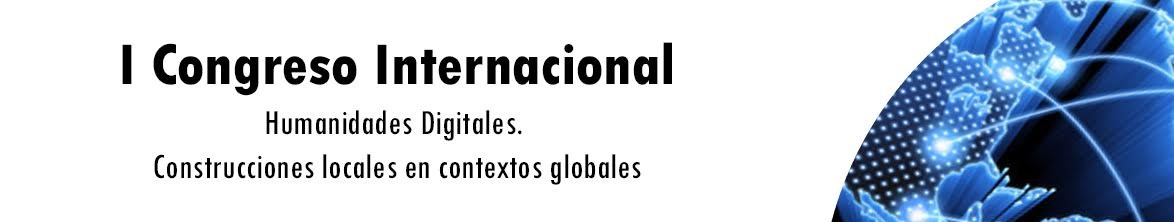 I Congreso Internacional
Humanidades Digitales.
Construcciones locales en contextos globales